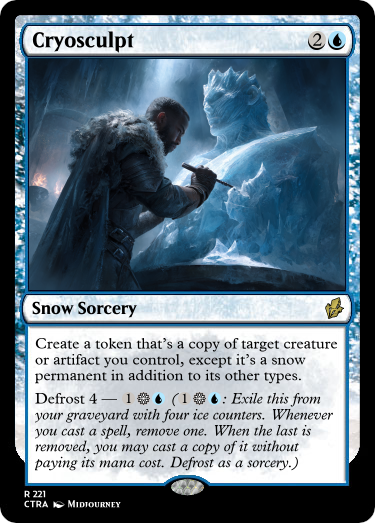 Cryosculpt 2
Snow Sorcery
Create a token that's a copy of target creature
or artifact you control, except it's a snow
permanent in addition to its other types.
Defrost 4 — 1 ( 1 : Exile this from
your graveyard with four ice counters. Whenever
you cast a spell, remove one. When the last is
removed, you may cast a copy of it without
paying its mana cost. Defrost as a sorcery.)
R 221
CTRA Midjourney